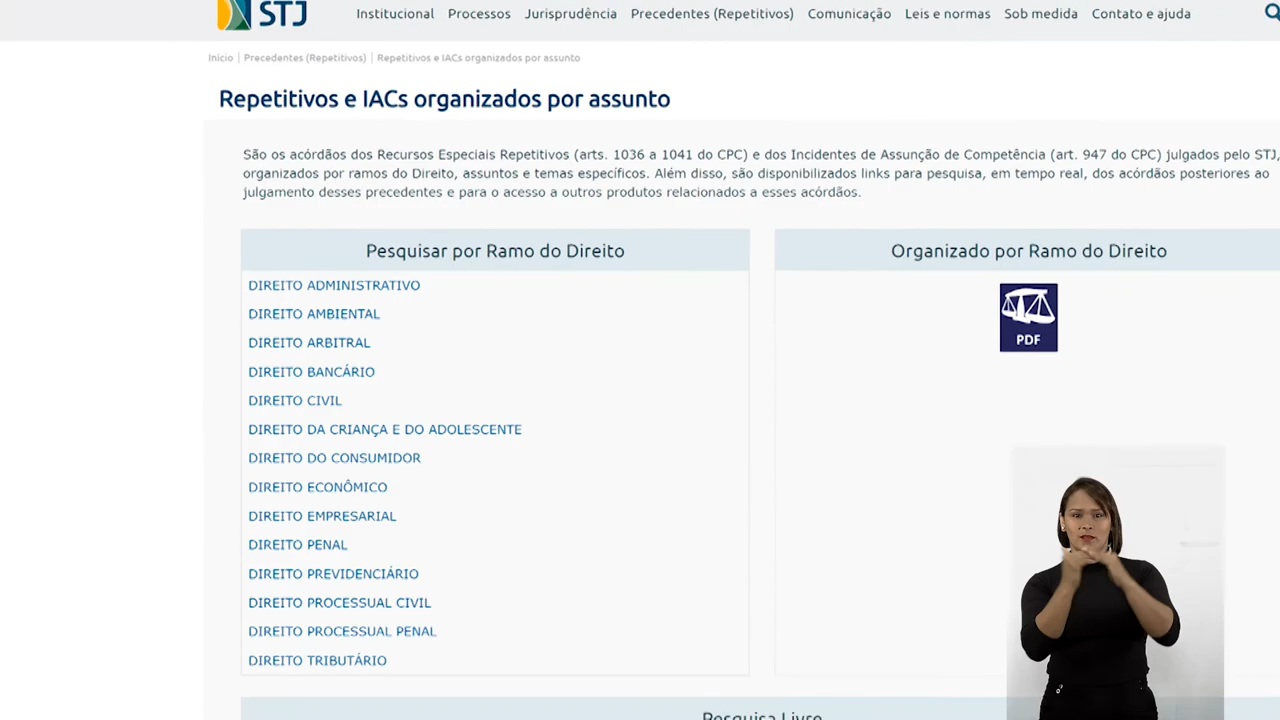 STJ
Institucional Processos Jurisprudência Precedentes (Repetitivos) Comunicação Leis e normas Sob medida Contato e ajuda
Início | Precedentes (Repetitivos) | Repetitivos e IACs organizados por assunto
Repetitivos e IACs organizados por assunto
São os acórdãos dos Recursos Especiais Repetitivos (arts. 1036 a 1041 do CPC) e dos Incidentes de Assunção de Competência (art. 947 do CPC) julgados pelo STJ,
organizados por ramos do Direito, assuntos e temas específicos. Além disso, são disponibilizados links para pesquisa, em tempo real, dos acórdãos posteriores ao
julgamento desses precedentes e para o acesso a outros produtos relacionados a esses acórdãos.
Pesquisar por Ramo do Direito
DIREITO ADMINISTRATIVO
DIREITO AMBIENTAL
DIREITO ARBITRAL
DIREITO BANCÁRIO
DIREITO CIVIL
DIREITO DA CRIANÇA E DO ADOLESCENTE
DIREITO DO CONSUMIDOR
DIREITO ECONÔMICO
DIREITO EMPRESARIAL
DIREITO PENAL
DIREITO PREVIDENCIÁRIO
DIREITO PROCESSUAL CIVIL
DIREITO PROCESSUAL PENAL
DIREITO TRIBUTÁRIO
Organizado por Ramo do Direito
PDF
Pesquisa Livre